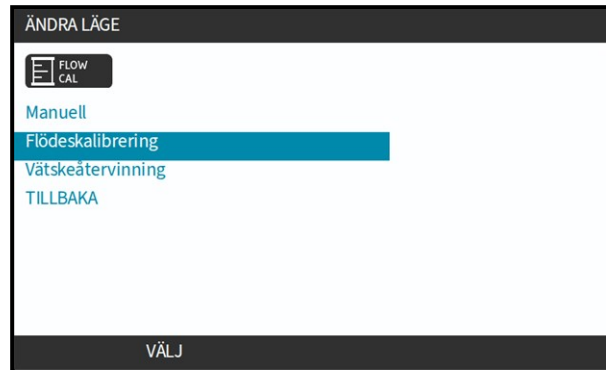 ÄNDRA LÄGE
FLOW
CAL
Manuell
Flödeskalibrering
Vätskeåtervinning
TILLBAKA
VÄLJ